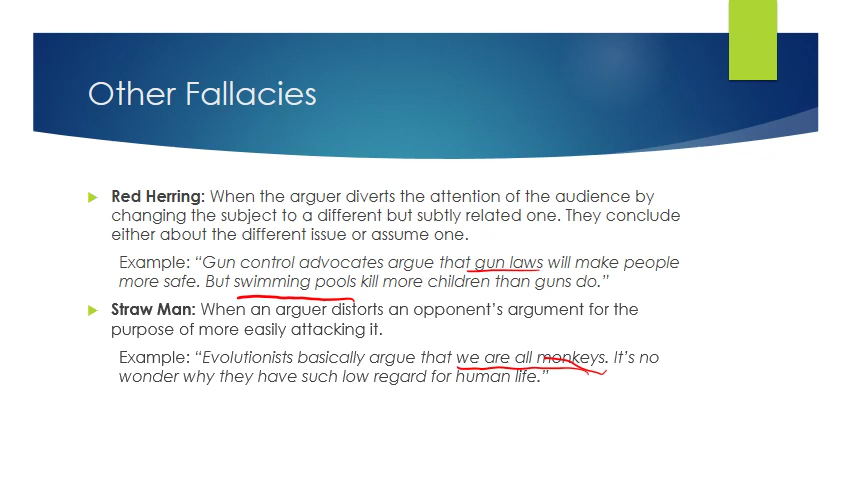 Other Fallacies
Red Herring: When the arguer diverts the attention of the audience by
changing the subject to a different but subtly related one. They conclude
either about the different issue or assume one.
Example: “Gun control advocates argue that gun laws will make people
more safe. But swimming pools kill more children than guns do.”
Straw Man: When an arguer distorts an opponent’s argument for the
purpose of more easily attacking it.
Example: “Evolutionists basically argue that we are all monkeys. It’s no
wonder why they have such low regard for human life.”